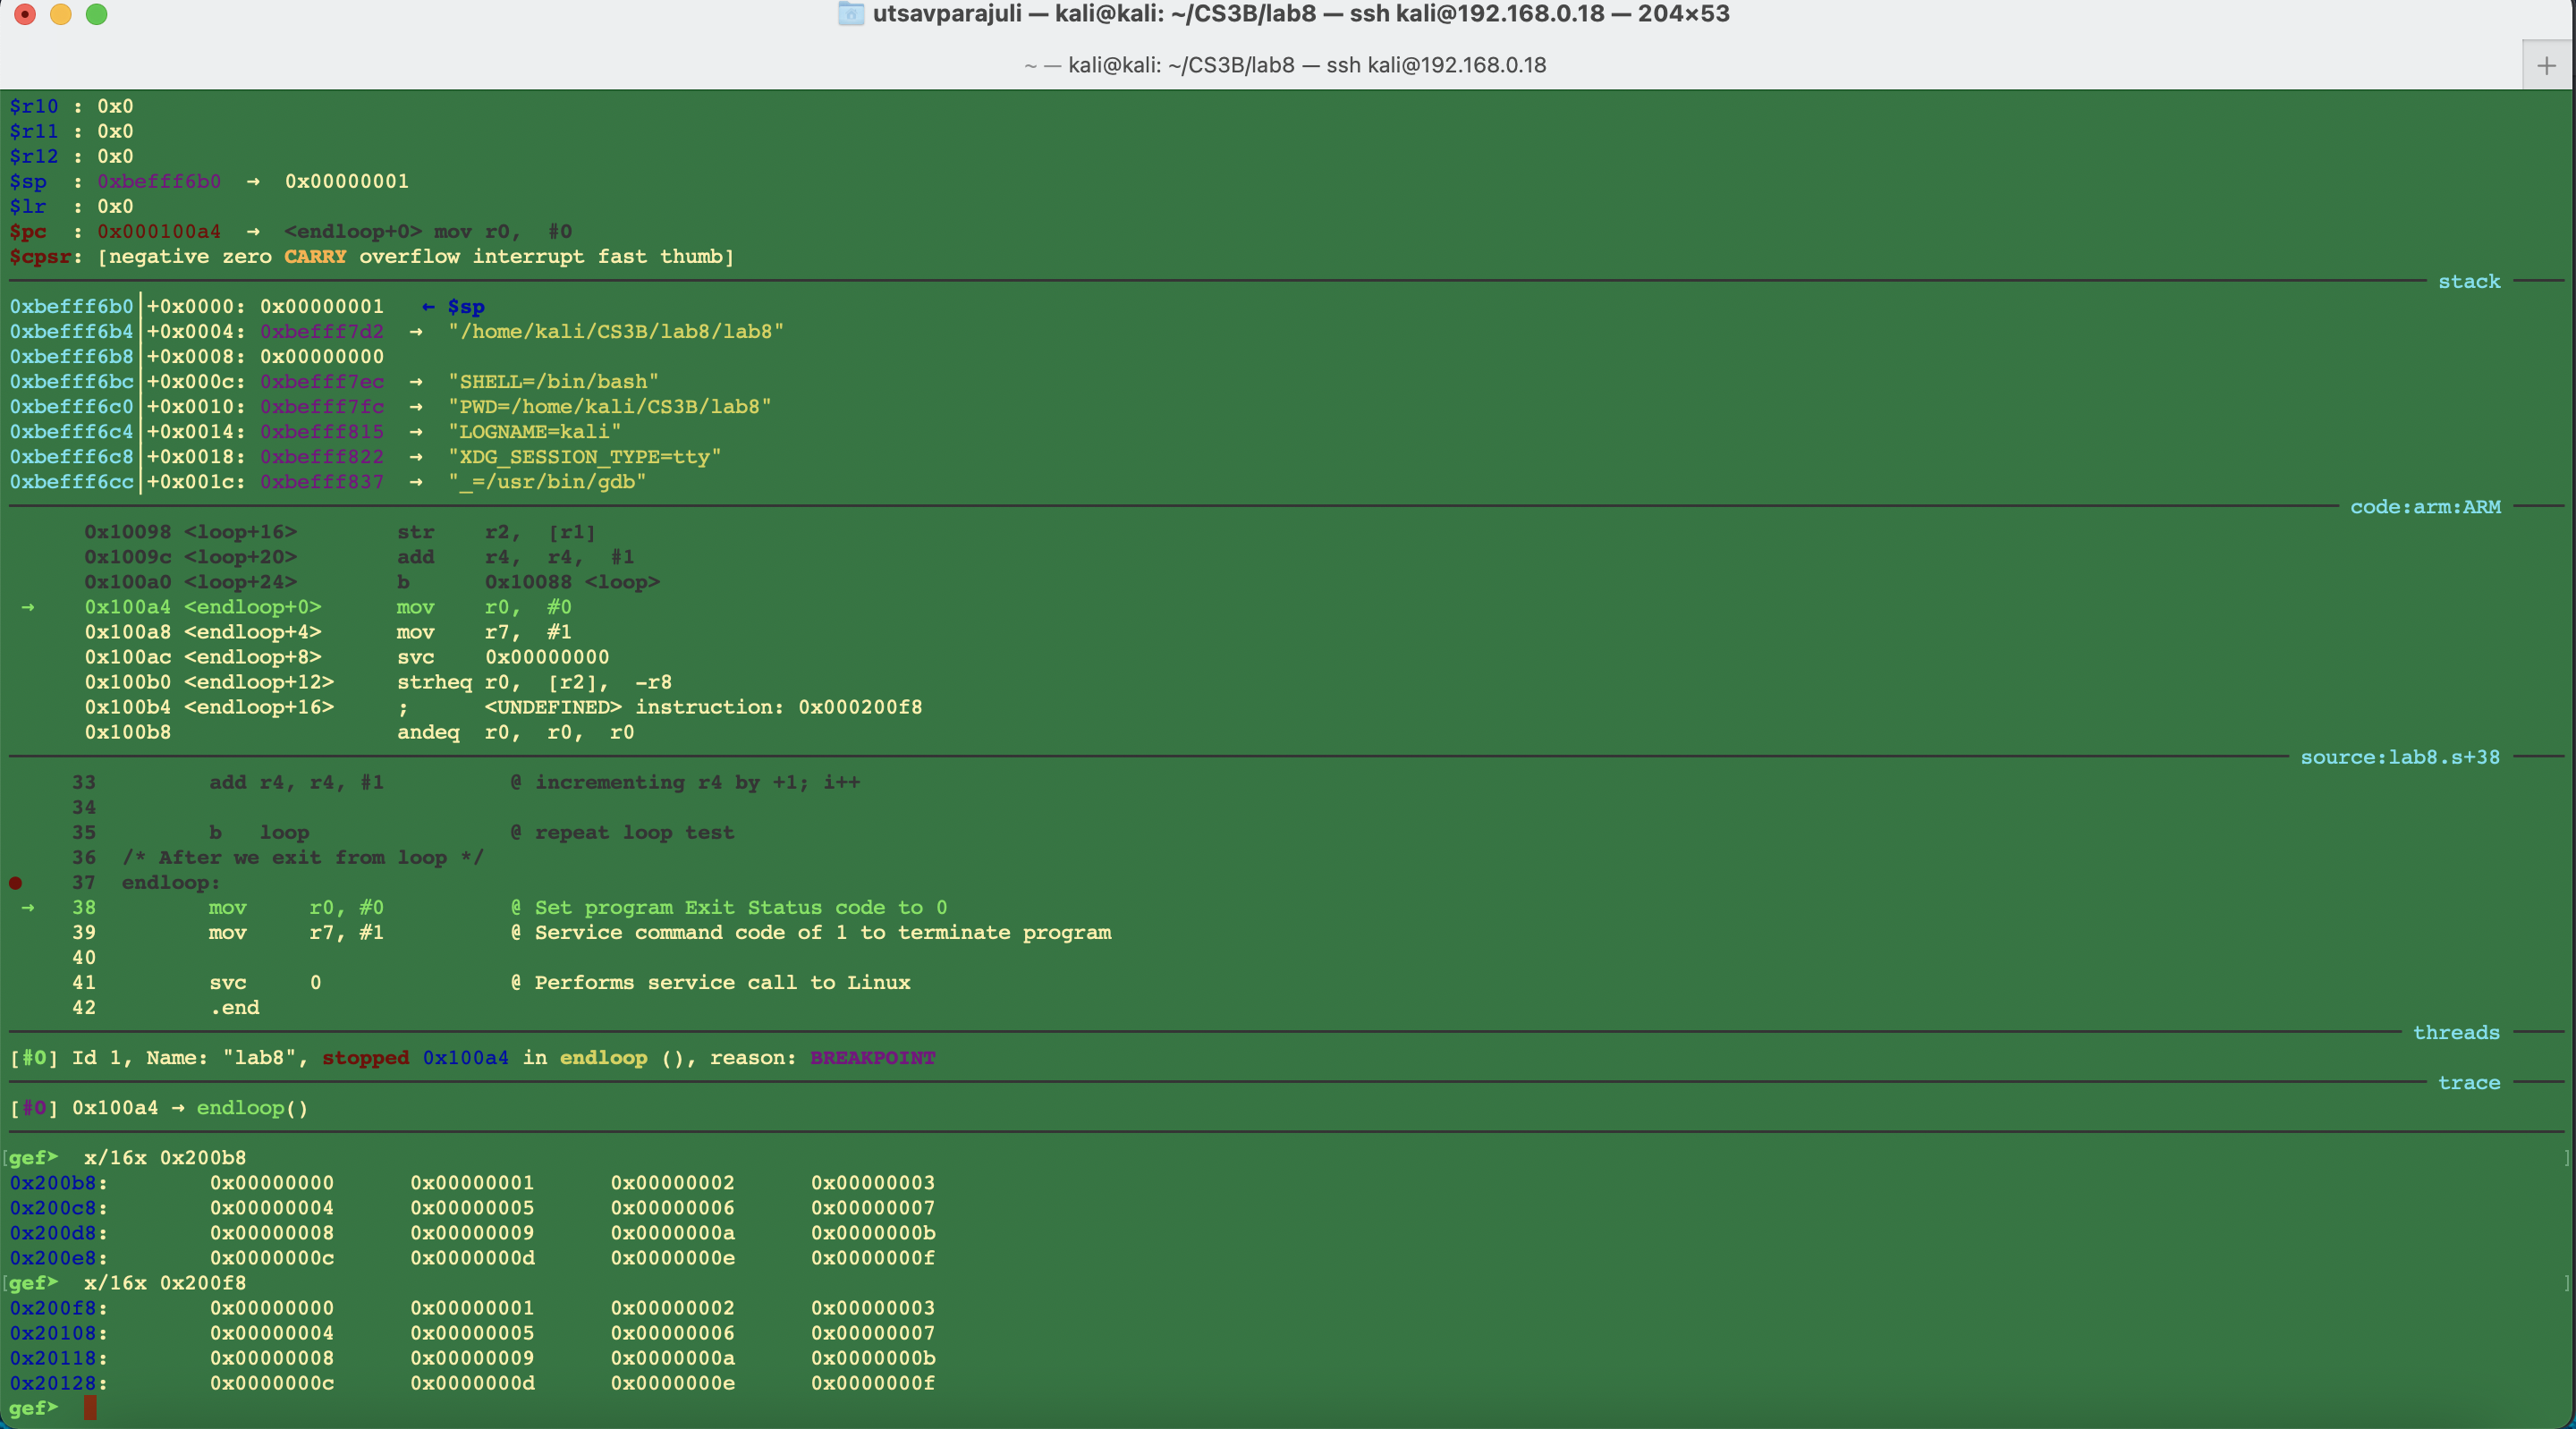 utsavparajuli — kali@kali: ~/CS3B/lab8 — ssh kali@192.168.0.18 — 204×53
~ — kali@kali: ~/CS3B/lab8 — ssh kali@192.168.0.18
$r10 : 0x0
$r11 : 0x0
$r12 : 0x0
$sp  : 0xbefff6b0  →  0x00000001
$lr  : 0x0
$pc  : 0x000100a4  →  <endloop+0> mov r0,  #0
$cpsr: [negative zero CARRY overflow interrupt fast thumb]
stack
0xbefff6b0│+0x0000: 0x00000001   ← $sp
0xbefff6b4│+0x0004: 0xbefff7d2  →  "/home/kali/CS3B/lab8/lab8"
0xbefff6b8│+0x0008: 0x00000000
0xbefff6bc│+0x000c: 0xbefff7ec  →  "SHELL=/bin/bash"
0xbefff6c0│+0x0010: 0xbefff7fc  →  "PWD=/home/kali/CS3B/lab8"
0xbefff6c4│+0x0014: 0xbefff815  →  "LOGNAME=kali"
0xbefff6c8│+0x0018: 0xbefff822  →  "XDG_SESSION_TYPE=tty"
0xbefff6cc│+0x001c: 0xbefff837  →  "_=/usr/bin/gdb"
code:arm:ARM
0x10098 <loop+16>        str    r2,  [r1]
0x1009c <loop+20>        add    r4,  r4,  #1
0x100a0 <loop+24>        b      0x10088 <loop>
→    0x100a4 <endloop+0>      mov    r0,  #0
0x100a8 <endloop+4>      mov    r7,  #1
0x100ac <endloop+8>      svc    0x00000000
0x100b0 <endloop+12>     strheq r0,  [r2],  -r8
0x100b4 <endloop+16>     ;      <UNDEFINED> instruction: 0x000200f8
0x100b8                  andeq  r0,  r0,  r0
source:lab8.s+38
33         add r4, r4, #1          @ incrementing r4 by +1; i++
34
35         b   loop                @ repeat loop test
36  /* After we exit from loop */
●    37  endloop:
→   38         mov     r0, #0          @ Set program Exit Status code to 0
39         mov     r7, #1          @ Service command code of 1 to terminate program
40
41         svc     0               @ Performs service call to Linux
42         .end
threads
[#0] Id 1, Name: "lab8", stopped 0x100a4 in endloop (), reason: BREAKPOINT
trace
[#0] 0x100a4 → endloop()
gef➤  x/16x 0x200b8
0x200b8:        0x00000000      0x00000001      0x00000002      0x00000003
0x200c8:        0x00000004      0x00000005      0x00000006      0x00000007
0x200d8:        0x00000008      0x00000009      0x0000000a      0x0000000b
0x200e8:        0x0000000c      0x0000000d      0x0000000e      0x0000000f
gef➤  x/16x 0x200f8
0x200f8:        0x00000000      0x00000001      0x00000002      0x00000003
0x20108:        0x00000004      0x00000005      0x00000006      0x00000007
0x20118:        0x00000008      0x00000009      0x0000000a      0x0000000b
0x20128:        0x0000000c      0x0000000d      0x0000000e      0x0000000f
gef➤